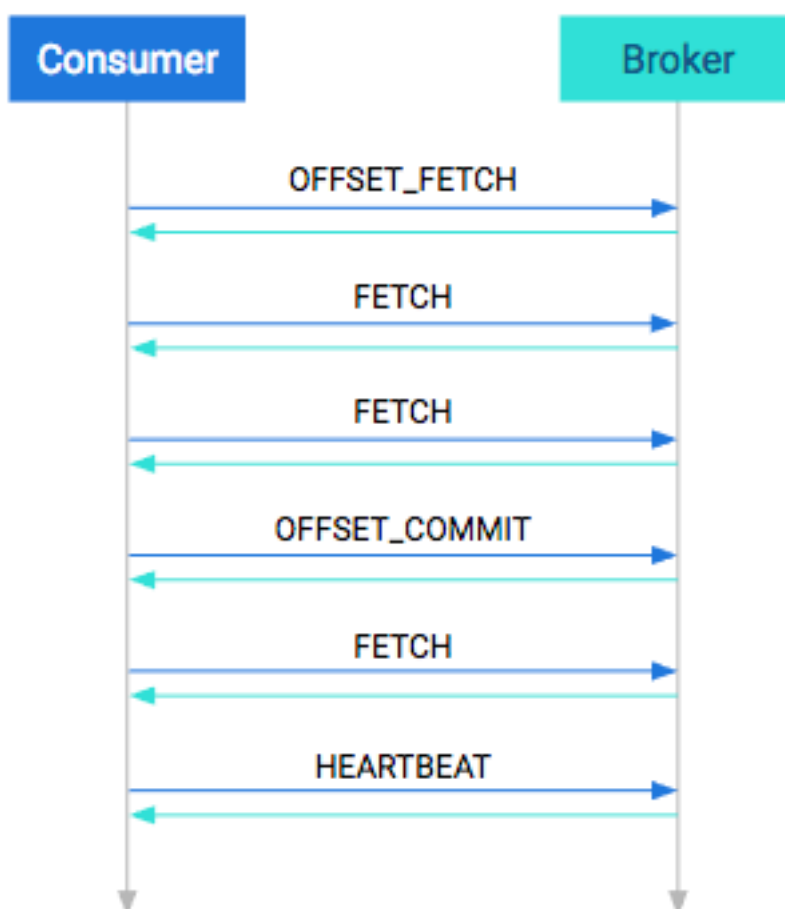 Consumer
Broker
OFFSET_FETCH
FETCH
FETCH
OFFSET_COMMIT
FETCH
HEARTBEAT